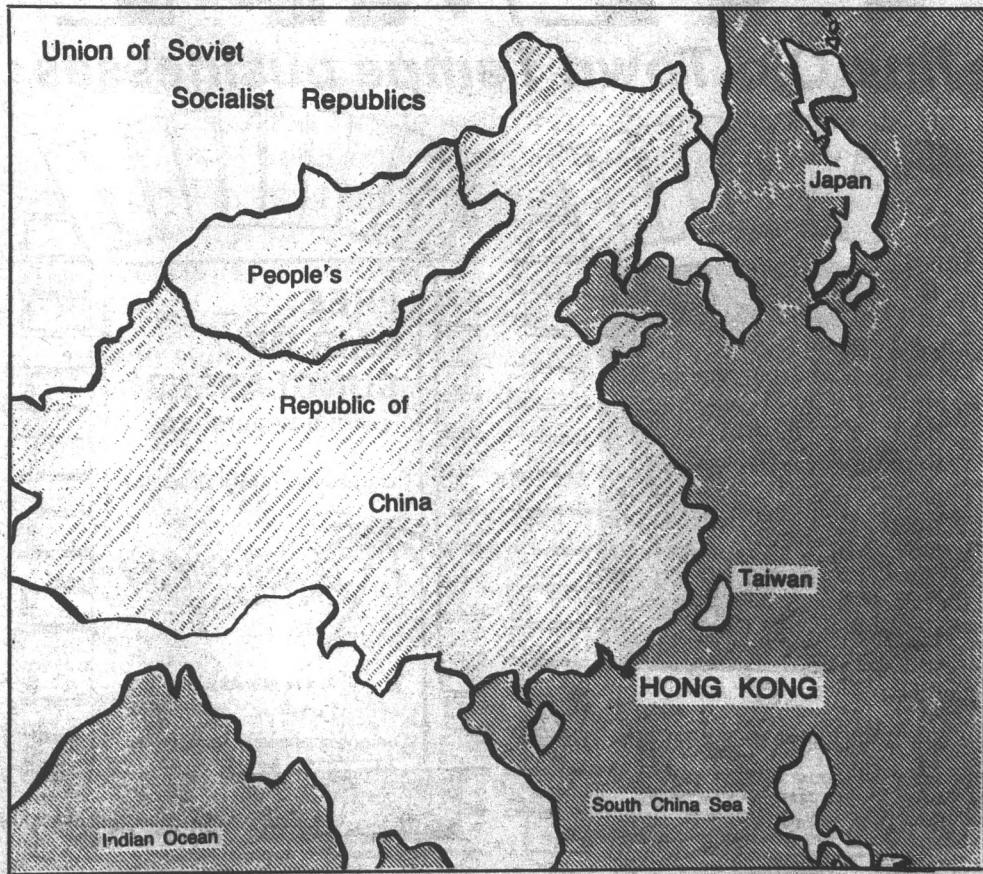 Union of Soviet
Socialist Republics
Japan
People's
Republic of
China
Taiwan
HONG KONG
South China Sea
Indian Ocean